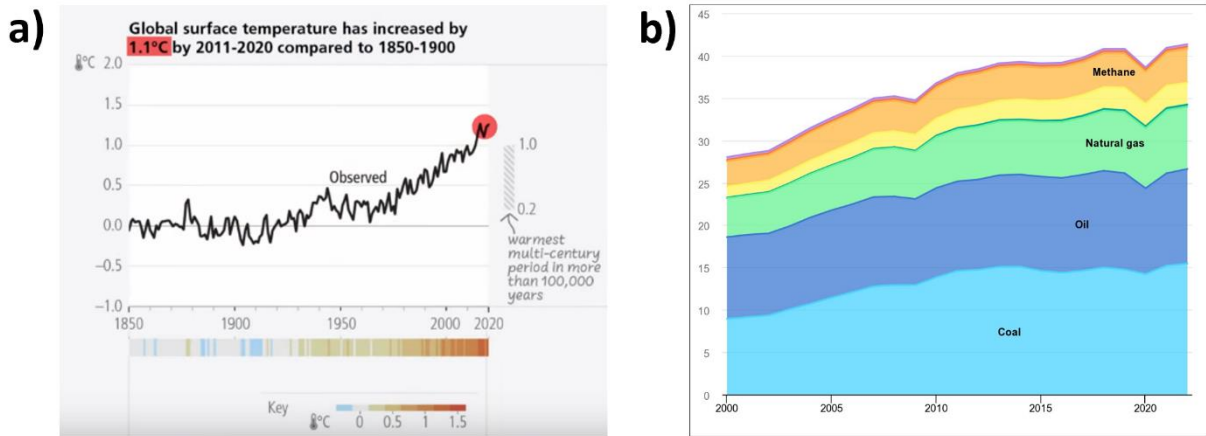 a)
Global surface temperature has increased by
1.1°C by 2011-2020 compared to 1850-1900
°C 2.0
1.5
1.0
0.5
0.0
−0.5
−1.0
Observed
1.0
0.2
warmest
multi-century
period in more
than 100,000
years
1850 1900 1950 2000 2020
Key
°C 0 0.5 1 1.5
b)
45
40
35
30
25
20
15
10
5
0
Methane
Natural gas
Oil
Coal
2000 2005 2010 2015 2020